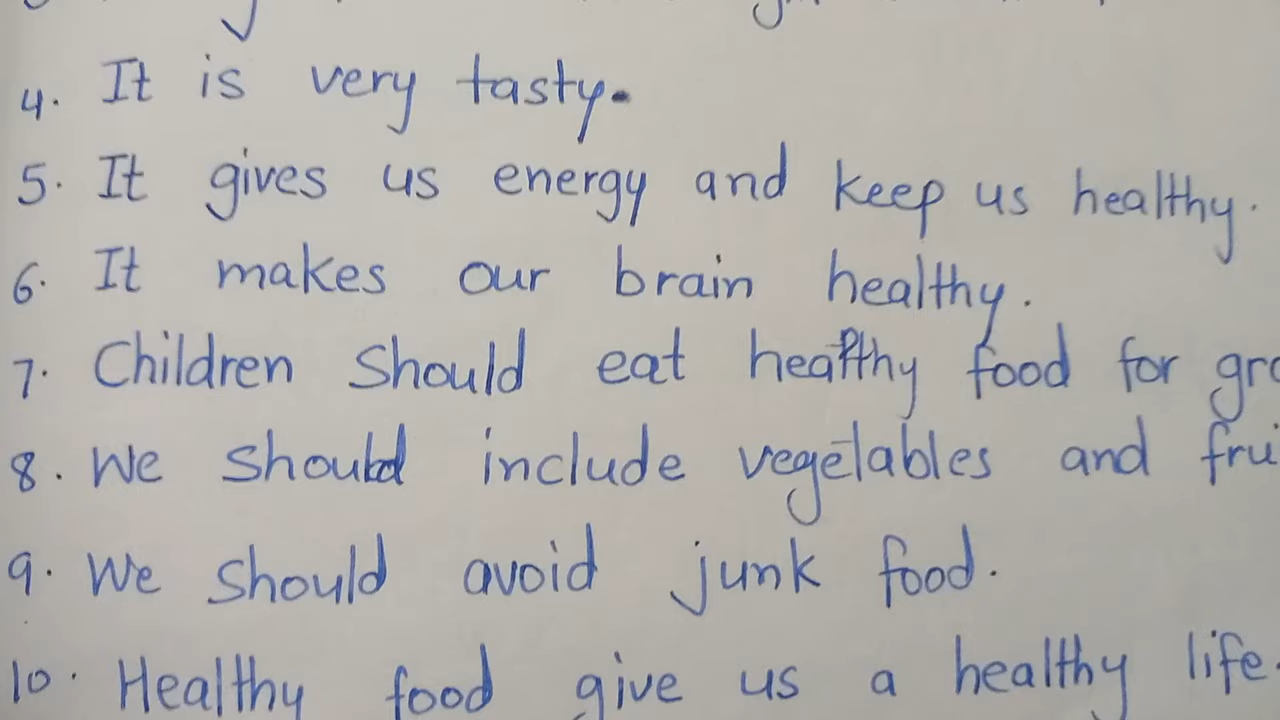 4. It is very tasty.
5. It gives us energy and keep us healthy.
6. It makes our brain healthy.
7. Children Should eat healthy food for
8. We should include vegetables and
9. We should avoid junk food.
10. Healthy food give us a healthy life.